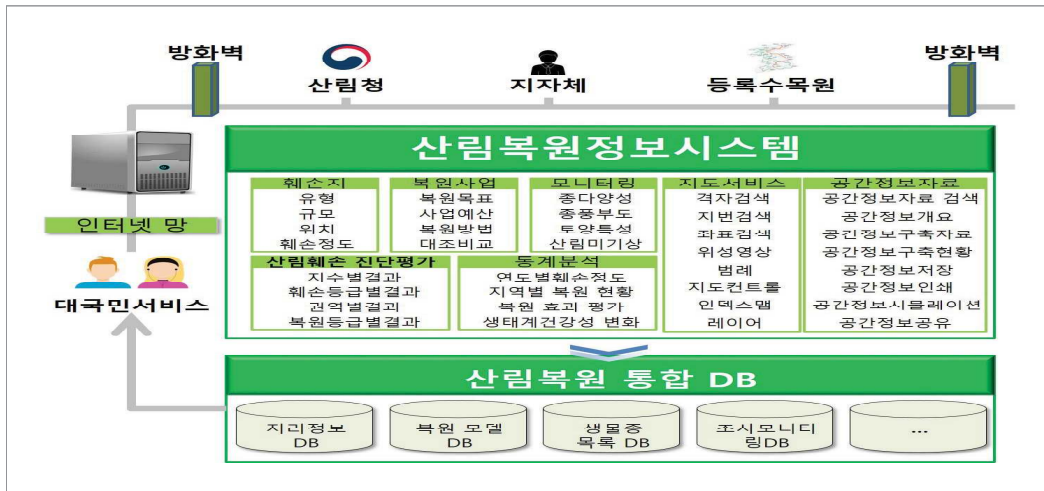 방화벽
산림청
지자체
등록수목원
방화벽
산림복원정보시스템
훼손지
유형
규모
위치
훼손정도
복원사업
복원목표
사업예산
복원방법
대조비교
모니터링
종다양성
종풍부도
토양특성
산림미기상
지도서비스
격자검색
지번검색
좌표검색
위성영상
범례
지도컨트롤
인덱스맵
레이어
공간정보자료
공간정보자료 검색
공간정보개요
공간정보구축자료
공간정보구축현황
공간정보저장
공간정보인쇄
공간정보시뮬레이션
공간정보공유
산림훼손 진단평가
지수별결과
훼손등급별결과
권역별결과
복원등급별결과
통계분석
연도별훼손정도
지역별 복원 현황
복원 효과 평가
생태계건강성 변화
인터넷 망
대국민서비스
산림복원 통합 DB
지리정보
DB
복원 모델
DB
생물종
목록 DB
조사모니터
링DB
...